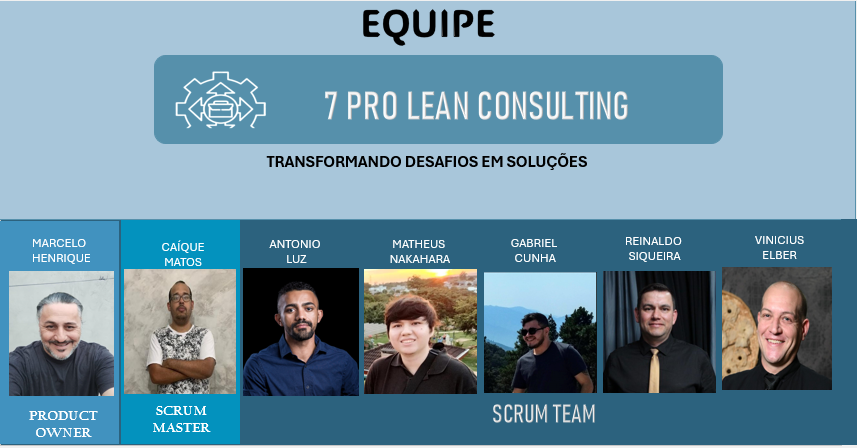 EQUIPE
7 PRO LEAN CONSULTING
TRANSFORMANDO DESAFIOS EM SOLUÇÕES
MARCELO
HENRIQUE
CAÍQUE
MATOS
ANTONIO
LUZ
MATHEUS
NAKAHARA
GABRIEL
CUNHA
REINALDO
SIQUEIRA
VINICIUS
ELBER
PRODUCT
OWNER
SCRUM
MASTER
SCRUM TEAM